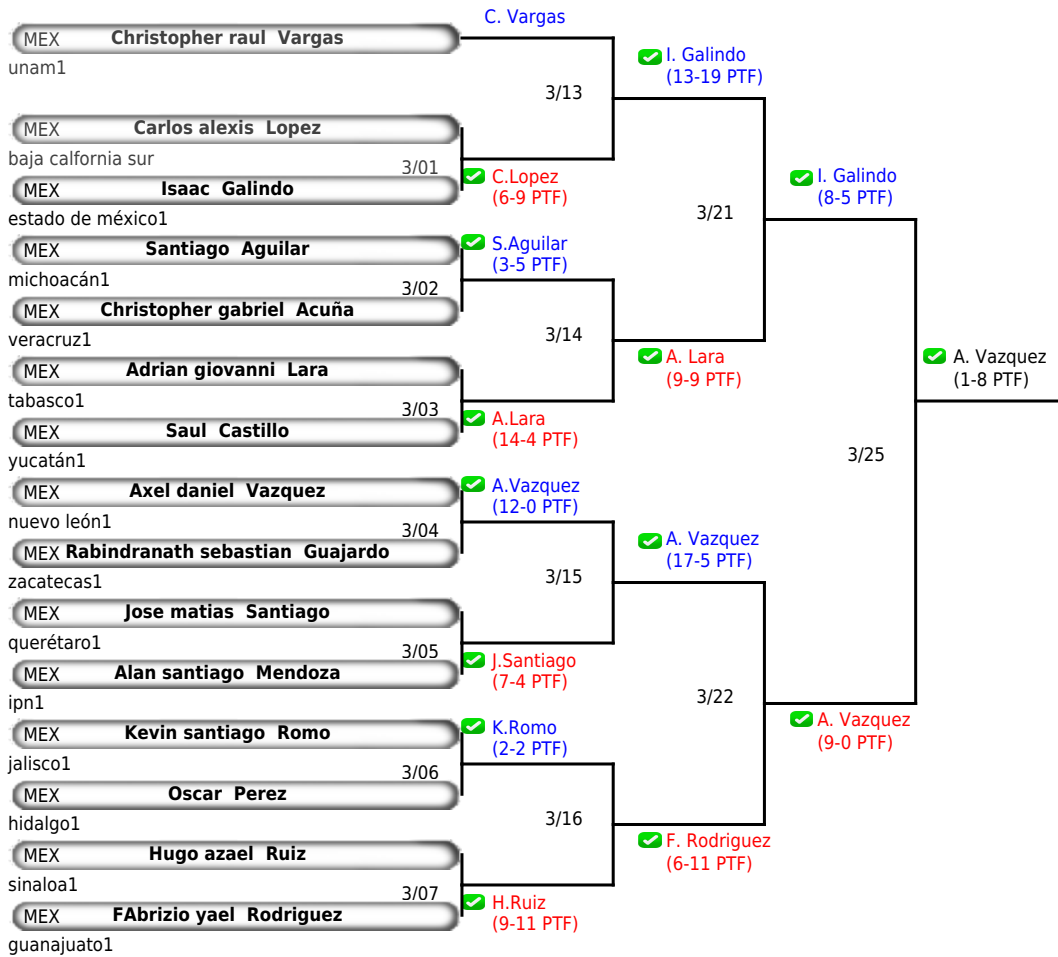 MEX Christopher raul Vargas
unam1
MEX Carlos alexis Lopez
baja calfornia sur
3/01
MEX Isaac Galindo
estado de méxico1
MEX Santiago Aguilar
michoacán1
3/02
MEX Christopher gabriel Acuña
veracruz1
MEX Adrian giovanni Lara
tabasco1
3/03
MEX Saul Castillo
yucatán1
MEX Axel daniel Vazquez
nuevo león1
3/04
MEX Rabindranath sebastian Guajardo
zacatecas1
MEX Jose matias Santiago
querétaro1
3/05
MEX Alan santiago Mendoza
ipn1
MEX Kevin santiago Romo
jalisco1
3/06
MEX Oscar Perez
hidalgo1
MEX Hugo azael Ruiz
sinaloa1
3/07
MEX FAbrizio yael Rodriguez
guanajuato1
C. Vargas
3/13
C.Lopez
(6-9 PTF)
S.Aguilar
(3-5 PTF)
3/14
A.Lara
(14-4 PTF)
A.Vazquez
(12-0 PTF)
3/15
J.Santiago
(7-4 PTF)
K.Romo
(2-2 PTF)
3/16
H.Ruiz
(9-11 PTF)
I. Galindo
(13-19 PTF)
3/21
A. Lara
(9-9 PTF)
A. Vazquez
(17-5 PTF)
3/22
F. Rodriguez
(6-11 PTF)
I. Galindo
(8-5 PTF)
3/25
A. Vazquez
(9-0 PTF)
A. Vazquez
(1-8 PTF)